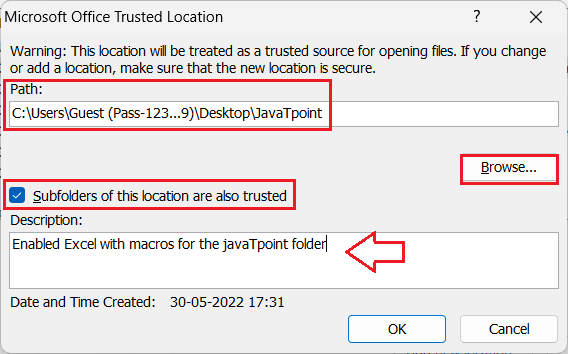 Microsoft Office Trusted Location
?
Warning: This location will be treated as a trusted source for opening files. If you change
or add a location, make sure that the new location is secure.
Path:
C:\Users\Guest (Pass-123...9)\Desktop\JavaTpoint
Browse...
Subfolders of this location are also trusted
Description:
Enabled Excel with macros for the javaTpoint folder
Date and Time Created: 30-05-2022 17:31
OK Cancel